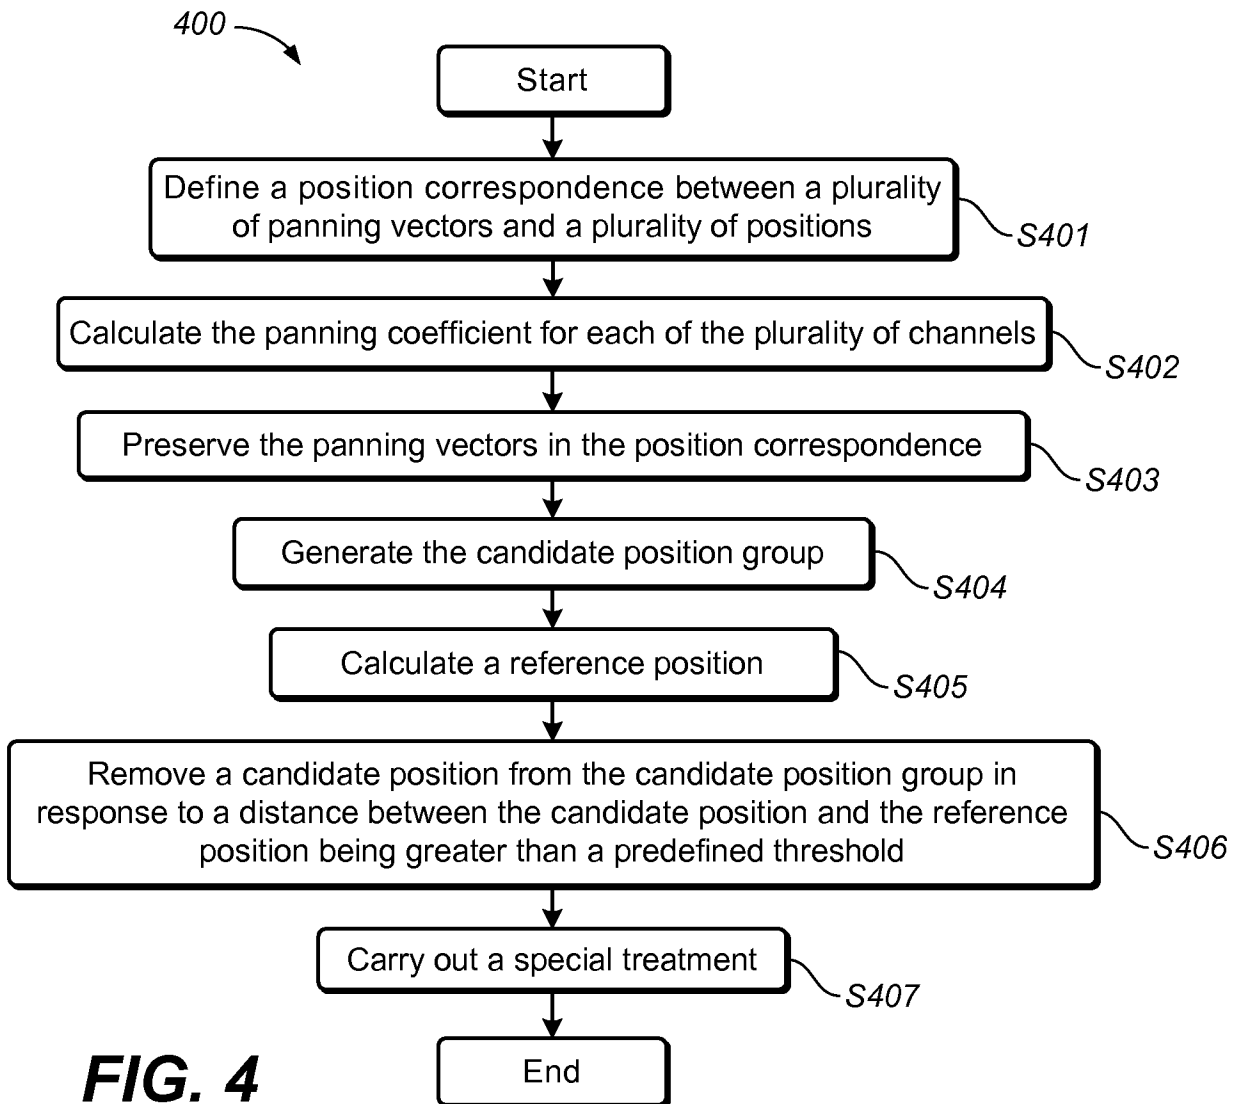 400
Start
Define a position correspondence between a plurality
of panning vectors and a plurality of positions
S401
Calculate the panning coefficient for each of the plurality of channels
S402
Preserve the panning vectors in the position correspondence
S403
Generate the candidate position group
S404
Calculate a reference position
S405
Remove a candidate position from the candidate position group in
response to a distance between the candidate position and the reference
position being greater than a predefined threshold
S406
Carry out a special treatment
S407
End
FIG. 4